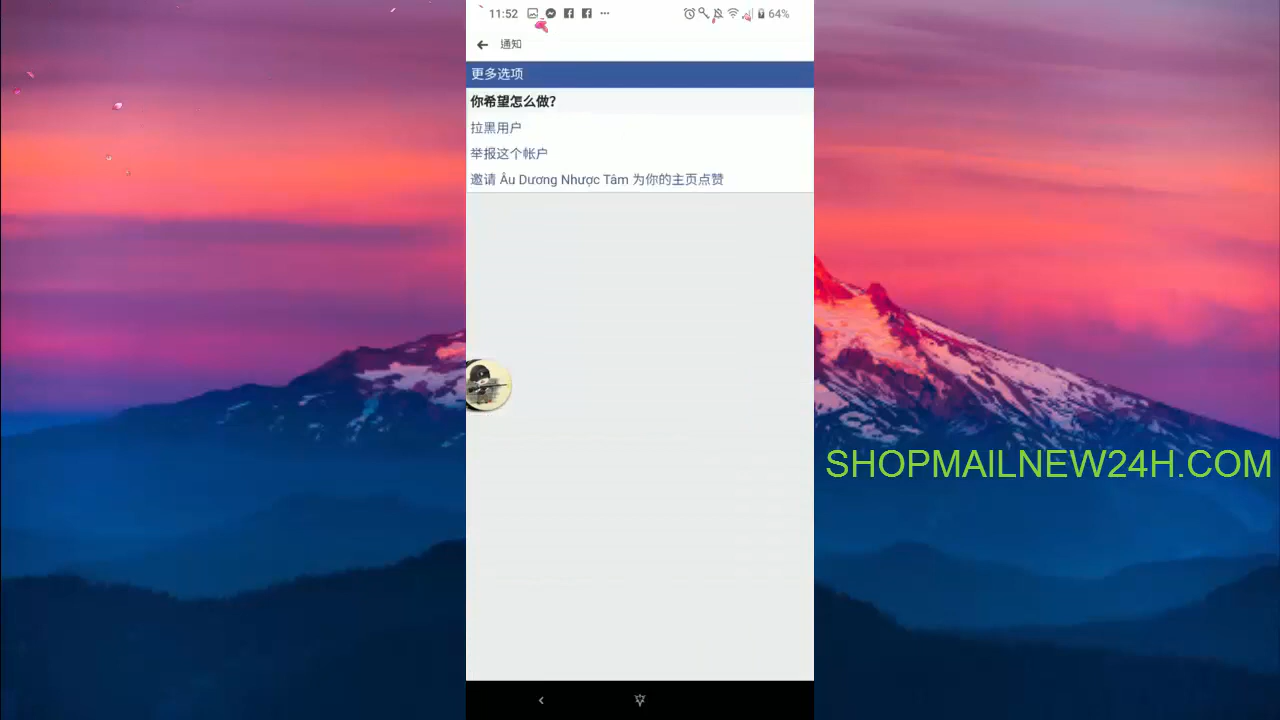 11:52
64%
通知
更多选项
你希望怎么做?
拉黑用户
举报这个帐户
邀请 Âu Dương Nhược Tâm 为你的主页点赞
SHOPMAILNEW24H.COM